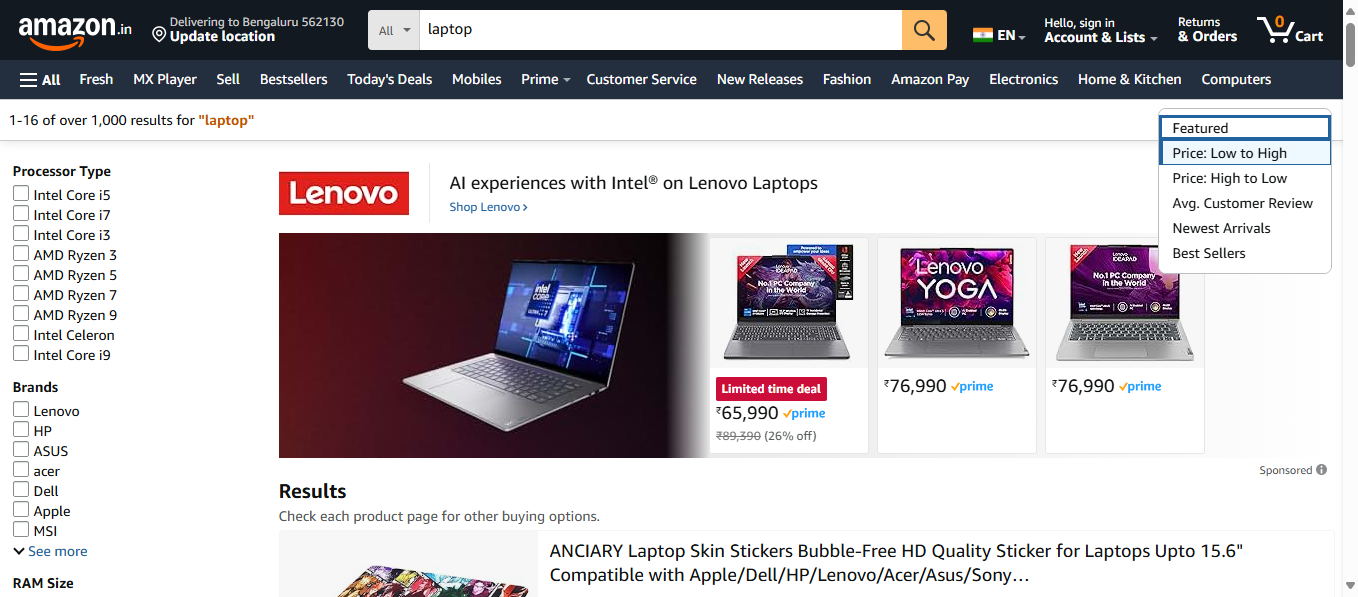 amazon.in
Delivering to Bengaluru 562130
Update location
All
laptop
EN
Hello, sign in
Account & Lists
Returns
& Orders
0
Cart
All
Fresh
MX Player
Sell
Bestsellers
Today's Deals
Mobiles
Prime
Customer Service
New Releases
Fashion
Amazon Pay
Electronics
Home & Kitchen
Computers
1-16 of over 1,000 results for "laptop"
Featured
Price: Low to High
Price: High to Low
Avg. Customer Review
Newest Arrivals
Best Sellers
Processor Type
Intel Core i5
Intel Core i7
Intel Core i3
AMD Ryzen 3
AMD Ryzen 5
AMD Ryzen 7
AMD Ryzen 9
Intel Celeron
Intel Core i9
Brands
Lenovo
HP
ASUS
acer
Dell
Apple
MSI
See more
RAM Size
Lenovo
AI experiences with Intel® on Lenovo Laptops
Shop Lenovo ›
intel
CORE
No.1 PC Company
in the World
Limited time deal
₹65,990 prime
₹89,390 (26% off)
Lenovo
YOGA
₹76,990 prime
Lenovo
IDEAPAD
No.1 PC Company
in the World
₹76,990 prime
Sponsored
Results
Check each product page for other buying options.
ANCIARY Laptop Skin Stickers Bubble-Free HD Quality Sticker for Laptops Upto 15.6"
Compatible with Apple/Dell/HP/Lenovo/Acer/Asus/Sony…